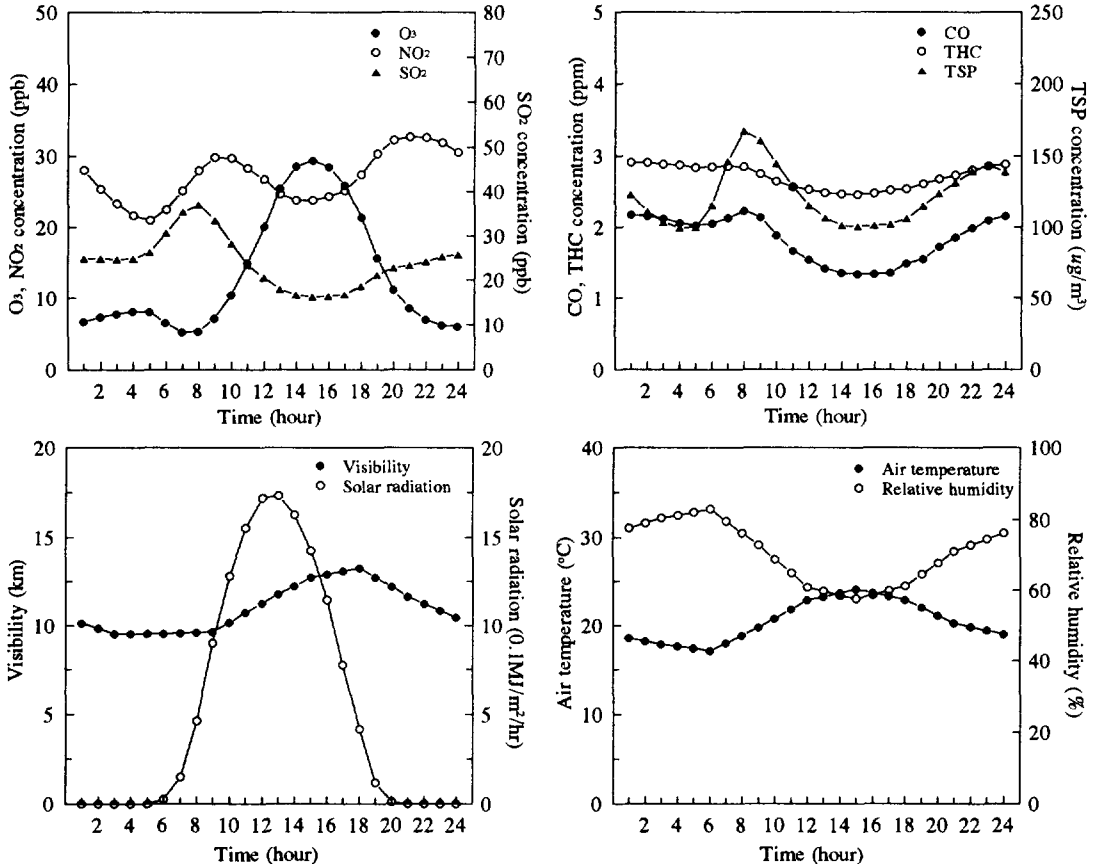 50
40
30
20
10
0
O3, NO2 concentration (ppb)
80
70
60
50
40
30
20
10
0
SO2 concentration (ppb)
O3
NO2
SO2
2 4 6 8 10 12 14 16 18 20 22 24
Time (hour)
5
4
3
2
1
0
CO, THC concentration (ppm)
250
200
150
100
50
0
TSP concentration (ug/m³)
CO
THC
TSP
2 4 6 8 10 12 14 16 18 20 22 24
Time (hour)
20
15
10
5
0
Visibility (km)
20
15
10
5
0
Solar radiation (0.1MJ/m²/hr)
Visibility
Solar radiation
2 4 6 8 10 12 14 16 18 20 22 24
Time (hour)
40
30
20
10
0
Air temperature (°C)
100
80
60
40
20
0
Relative humidity (%)
Air temperature
Relative humidity
2 4 6 8 10 12 14 16 18 20 22 24
Time (hour)